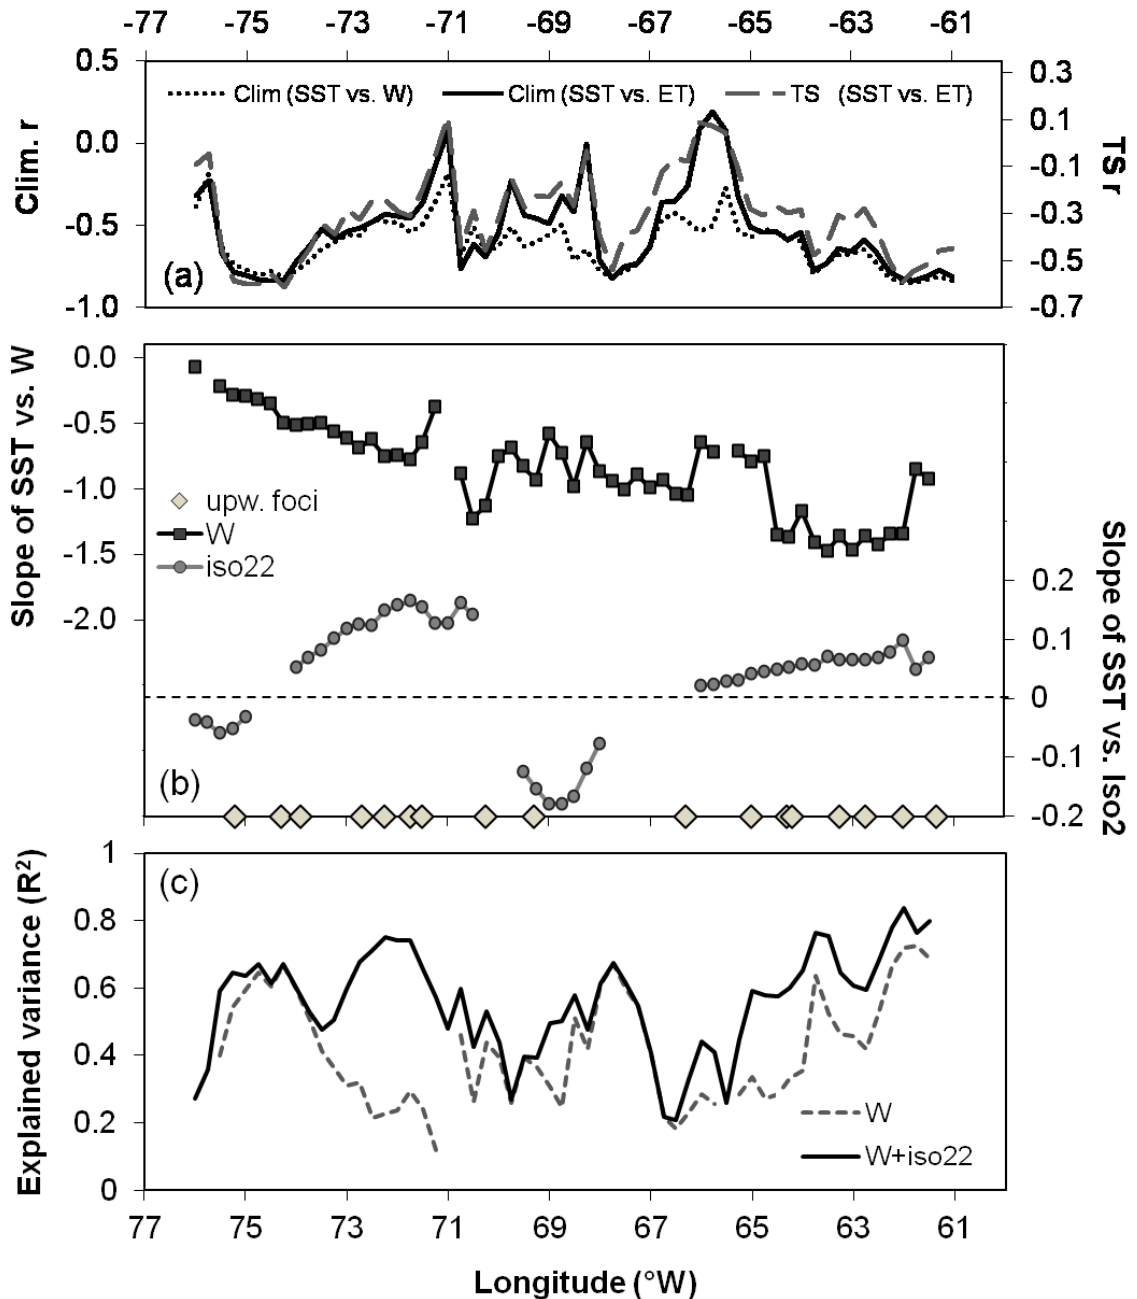 -77 -75 -73 -71 -69 -67 -65 -63 -61
0.5
0.0
-0.5
-1.0
Clim. r
Clim (SST vs. W) Clim (SST vs. ET) TS (SST vs. ET)
(a)
0.3
0.1
-0.1
-0.3
-0.5
-0.7
TS r
0.0
-0.5
-1.0
-1.5
-2.0
Slope of SST vs. W
upw. foci
W
iso22
(b)
0.2
0.1
0
-0.1
-0.2
Slope of SST vs. Iso2
1
0.8
0.6
0.4
0.2
0
Explained variance (R²)
(c)
W
W+iso22
77 75 73 71 69 67 65 63 61
Longitude (°W)